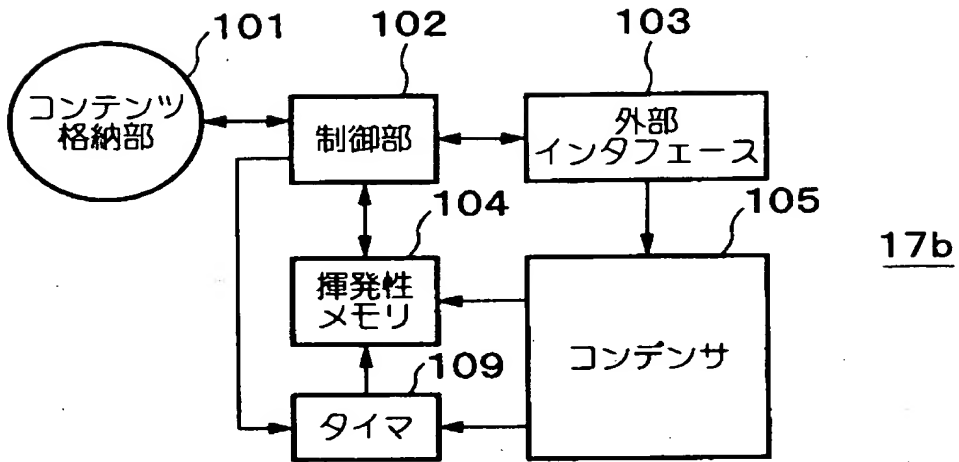 101
102
103
コンテンツ
格納部
制御部
外部
インタフェース
104
105
17b
揮発性
メモリ
コンデンサ
109
タイマ